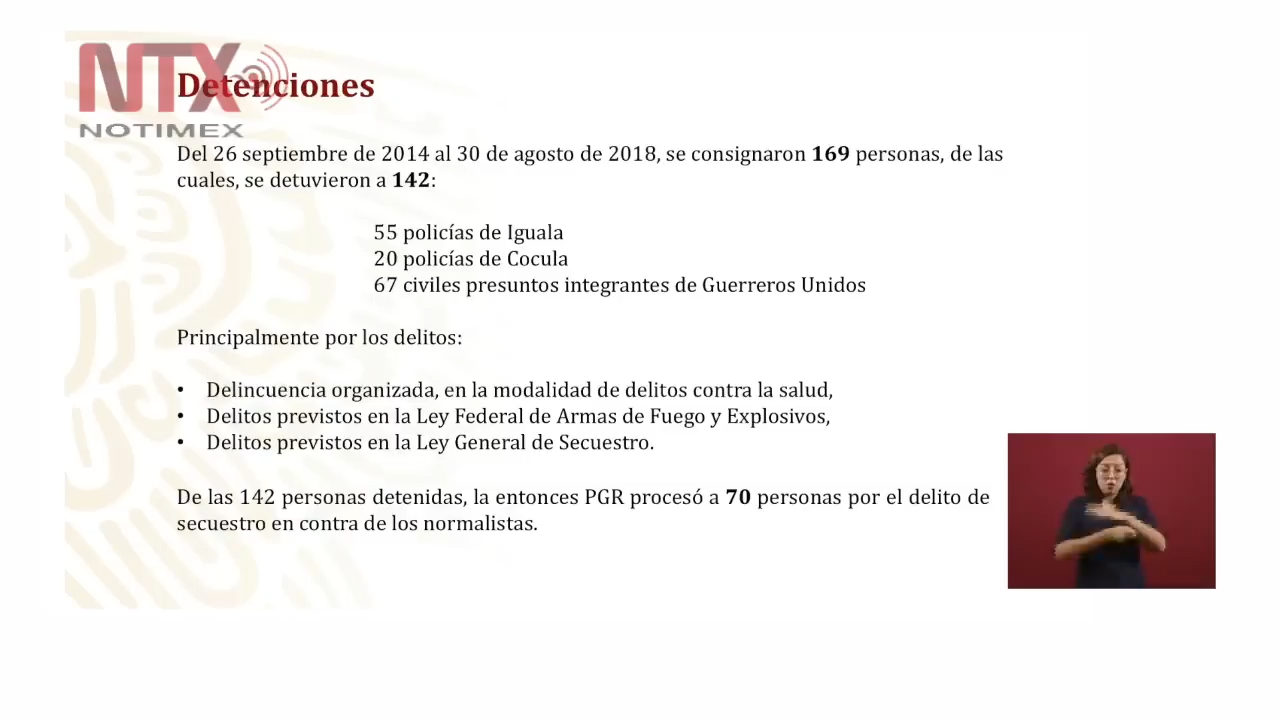 NTX
NOTIMEX
Detenciones
Del 26 septiembre de 2014 al 30 de agosto de 2018, se consignaron 169 personas, de las
cuales, se detuvieron a 142:
55 policías de Iguala
20 policías de Cocula
67 civiles presuntos integrantes de Guerreros Unidos
Principalmente por los delitos:
• Delincuencia organizada, en la modalidad de delitos contra la salud,
• Delitos previstos en la Ley Federal de Armas de Fuego y Explosivos,
• Delitos previstos en la Ley General de Secuestro.
De las 142 personas detenidas, la entonces PGR procesó a 70 personas por el delito de
secuestro en contra de los normalistas.